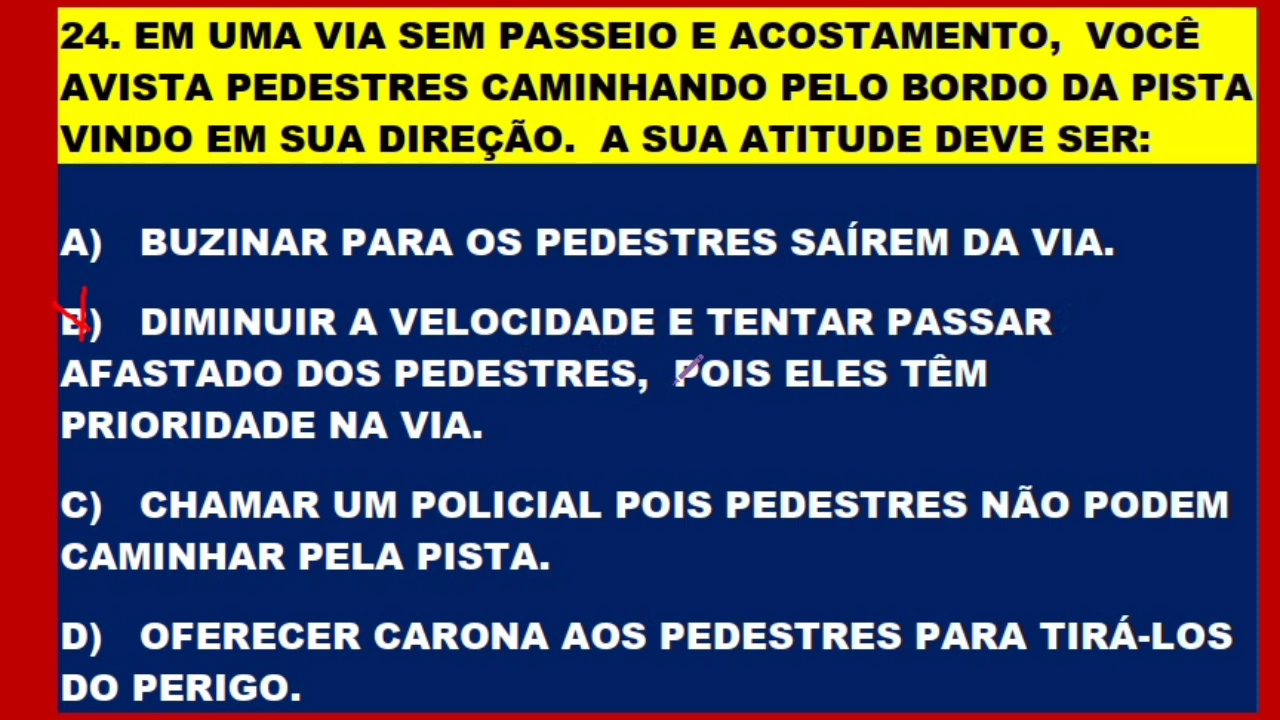 24. EM UMA VIA SEM PASSEIO E ACOSTAMENTO, VOCÊ
AVISTA PEDESTRES CAMINHANDO PELO BORDO DA PISTA
VINDO EM SUA DIREÇÃO. A SUA ATITUDE DEVE SER:
A) BUZINAR PARA OS PEDESTRES SAÍREM DA VIA.
B) DIMINUIR A VELOCIDADE E TENTAR PASSAR
AFASTADO DOS PEDESTRES, POIS ELES TÊM
PRIORIDADE NA VIA.
C) CHAMAR UM POLICIAL POIS PEDESTRES NÃO PODEM
CAMINHAR PELA PISTA.
D) OFERECER CARONA AOS PEDESTRES PARA TIRÁ-LOS
DO PERIGO.